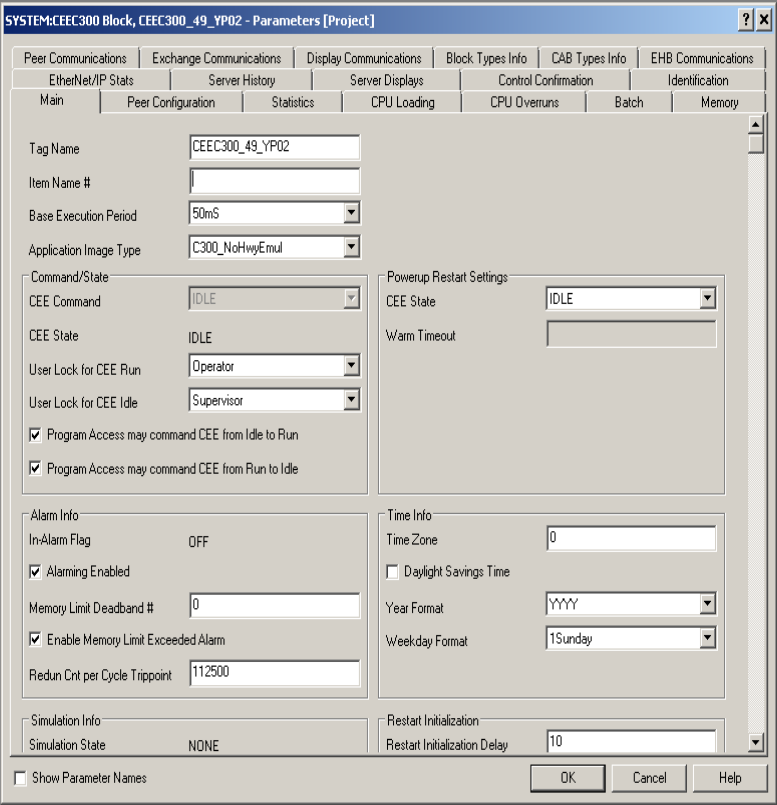 SYSTEM:CEEC300 Block, CEEC300_49_YP02 - Parameters [Project]
Peer Communications Exchange Communications Display Communications Block Types Info CAB Types Info EHB Communications
EtherNet/IP Stats Server History Server Displays Control Confirmation Identification
Main Peer Configuration Statistics CPU Loading CPU Overruns Batch Memory
Tag Name CEEC300_49_YP02
Item Name #
Base Execution Period 50mS
Application Image Type C300_NoHwyEmul
Command/State
CEE Command IDLE
CEE State IDLE
User Lock for CEE Run Operator
User Lock for CEE Idle Supervisor
Program Access may command CEE from Idle to Run
Program Access may command CEE from Run to Idle
Powerup Restart Settings
CEE State IDLE
Warm Timeout
Alarm Info
In-Alarm Flag OFF
Alarming Enabled
Memory Limit Deadband # 0
Enable Memory Limit Exceeded Alarm
Redun Cnt per Cycle Trippoint 112500
Time Info
Time Zone 0
Daylight Savings Time
Year Format YYYY
Weekday Format 1Sunday
Simulation Info
Simulation State NONE
Restart Initialization
Restart Initialization Delay 10
Show Parameter Names
OK Cancel Help